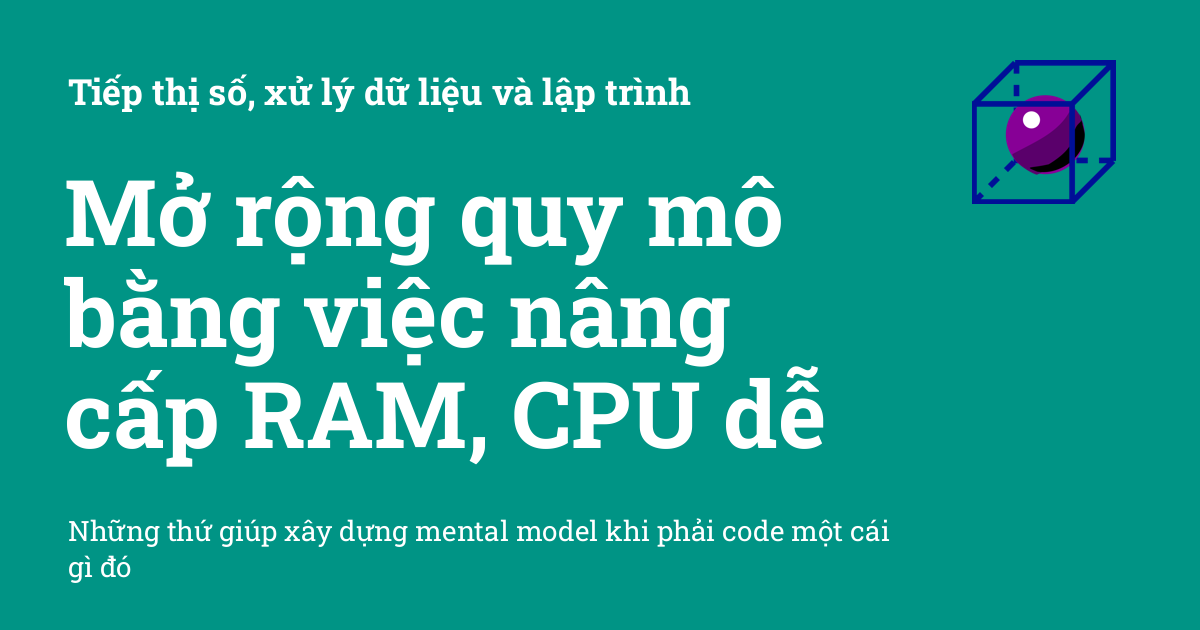 Tiếp thị số, xử lý dữ liệu và lập trình
Mở rộng quy mô
bằng việc nâng
cấp RAM, CPU dễ
Những thứ giúp xây dựng mental model khi phải code một cái
gì đó